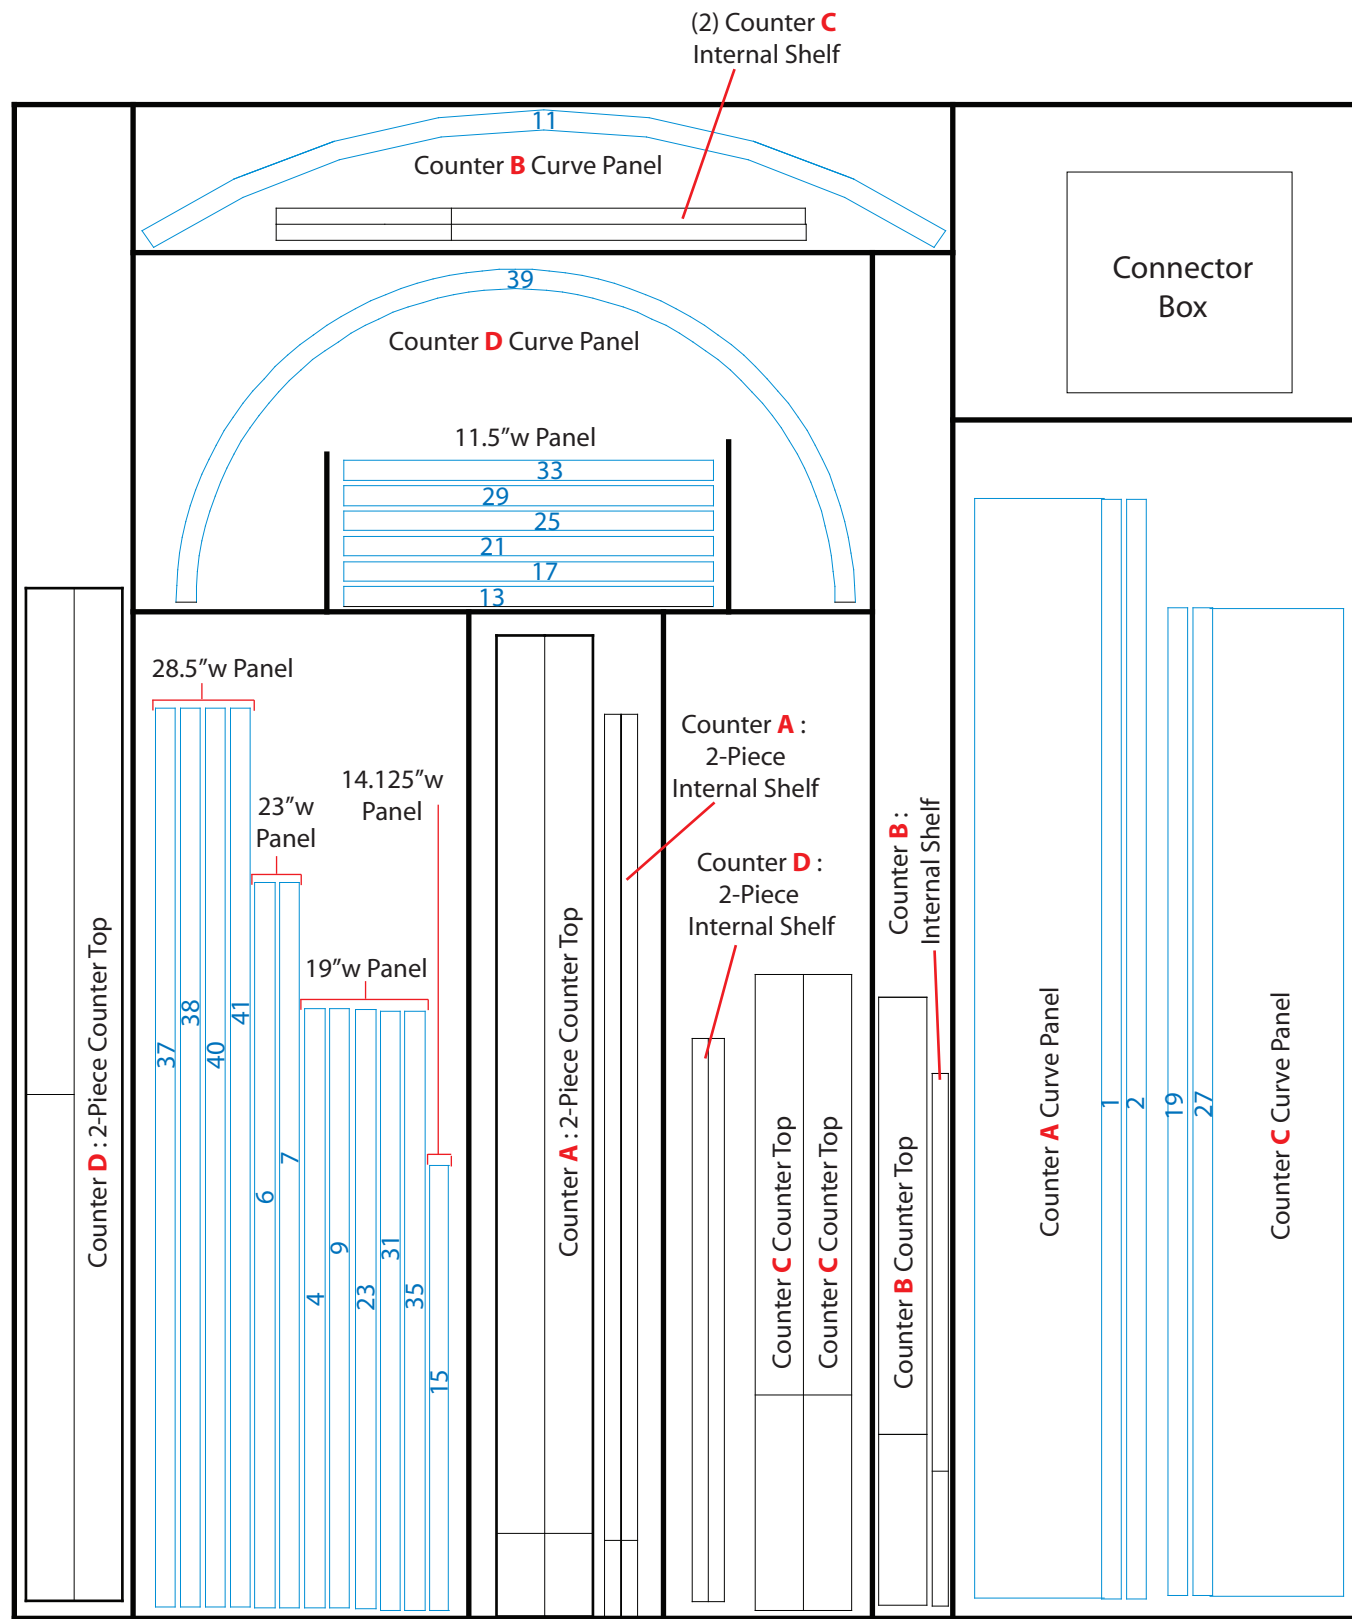 (2) Counter C
Internal Shelf
11
Counter B Curve Panel
Connector
Box
39
Counter D Curve Panel
11.5”w Panel
33
29
25
21
17
13
28.5”w Panel
37
38
40
41
23”w
Panel
6
7
14.125”w
Panel
19”w Panel
4
9
23
31
35
15
Counter D : 2-Piece Counter Top
Counter A : 2-Piece Counter Top
Counter A :
2-Piece
Internal Shelf
Counter D :
2-Piece
Internal Shelf
Counter C Counter Top
Counter C Counter Top
Counter B :
Internal Shelf
Counter B Counter Top
Counter A Curve Panel
1
2
19
27
Counter C Curve Panel